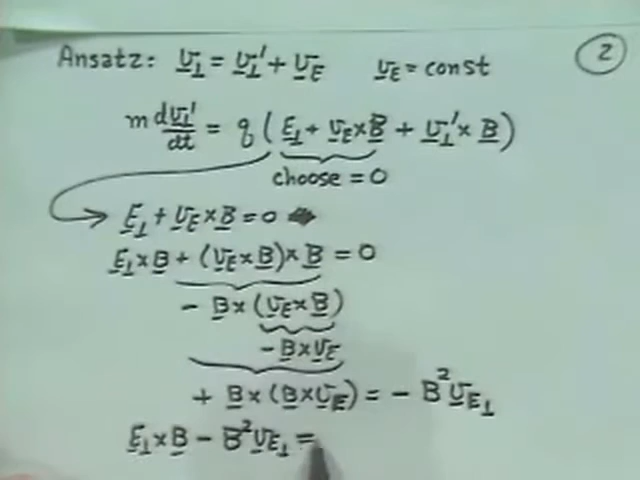 Ansatz: v⊥ = v⊥' + vE   vE = const   2
m dv⊥'/dt = q ( E⊥ + vE × B + v⊥' × B )
choose = 0
E⊥ + vE × B = 0
E⊥ × B + (vE × B) × B = 0
- B × (vE × B)
- B × vE
+ B × (B × vE) = - B² vE⊥
E⊥ × B - B² vE⊥ =